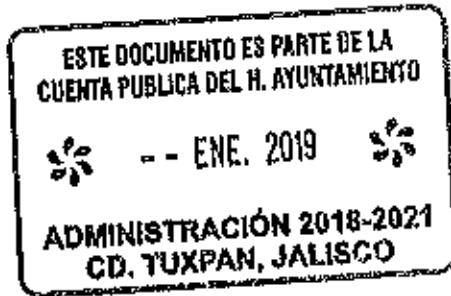 ESTE DOCUMENTO ES PARTE DE LA
CUENTA PUBLICA DEL H. AYUNTAMIENTO
-- ENE. 2019
ADMINISTRACIÓN 2018-2021
CD. TUXPAN, JALISCO